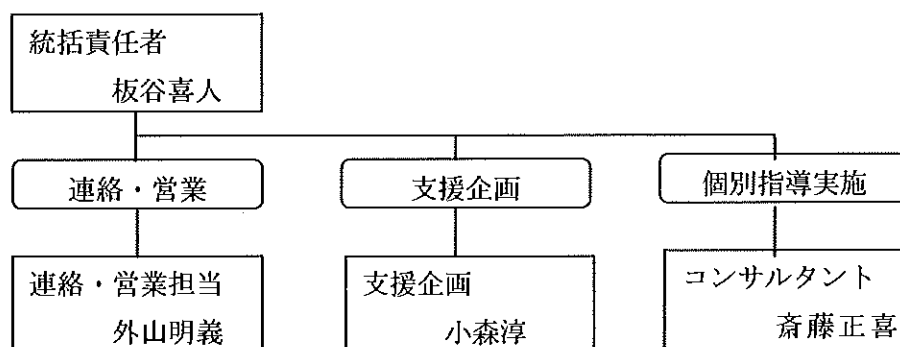 統括責任者
板谷喜人
連絡・営業
支援企画
個別指導実施
連絡・営業担当
外山明義
支援企画
小森淳
コンサルタント
斎藤正喜